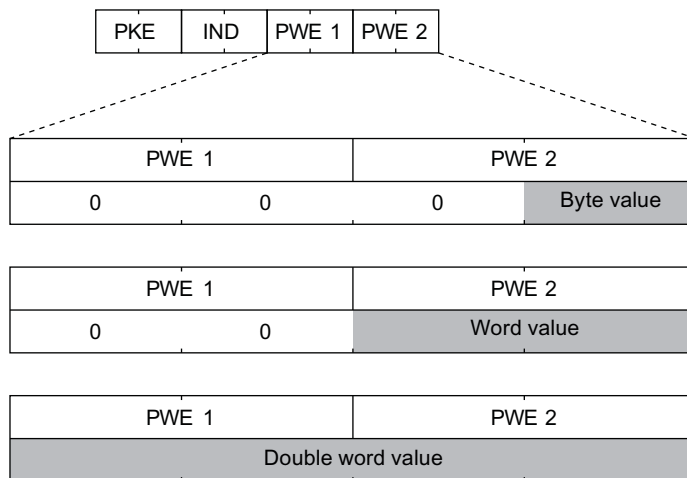 PKE IND PWE 1 PWE 2
PWE 1 PWE 2
0 0 0 Byte value
PWE 1 PWE 2
0 0 Word value
PWE 1 PWE 2
Double word value